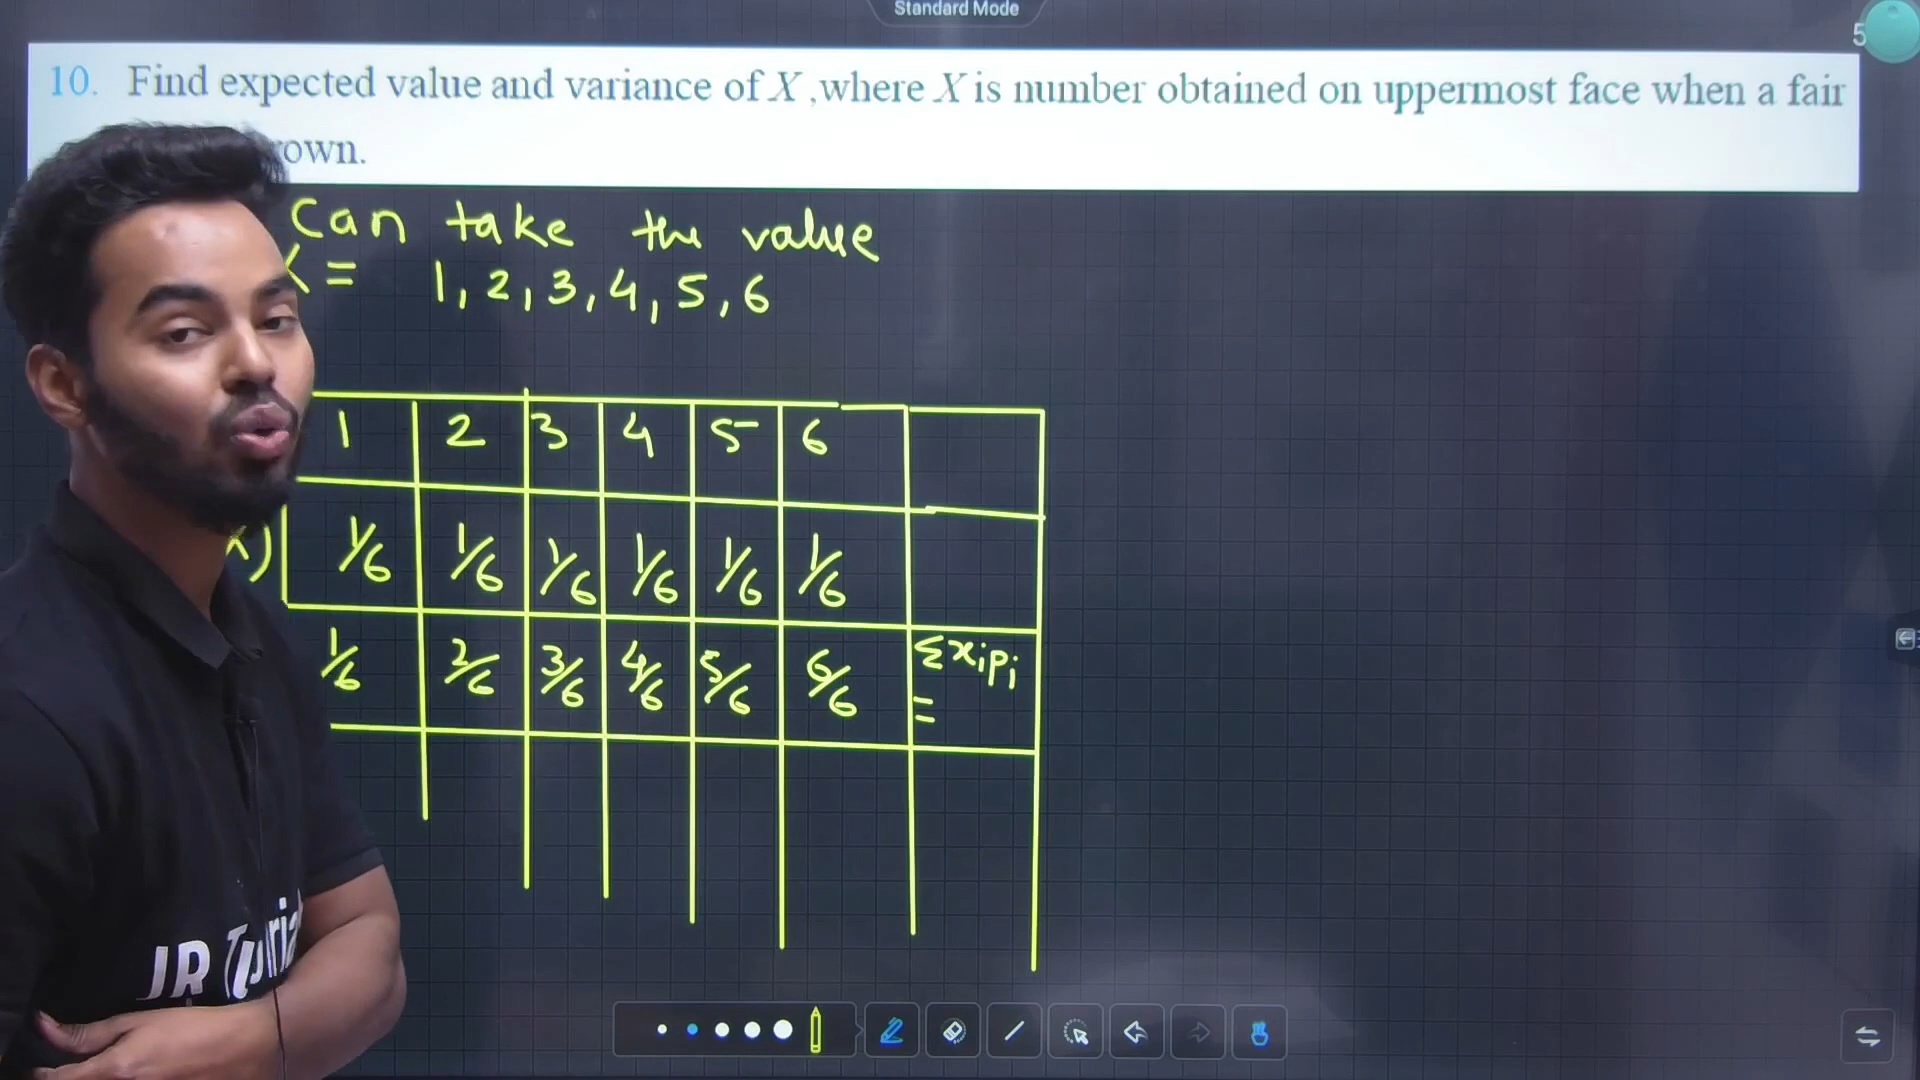 Standard Mode
5
10. Find expected value and variance of X ,where X is number obtained on uppermost face when a fair
own.
can take the value
X = 1, 2, 3, 4, 5, 6
1 2 3 4 5 6
x) 1/6 1/6 1/6 1/6 1/6 1/6
1/6 2/6 3/6 4/6 5/6 6/6 Σxipi
=
JR Tutorial